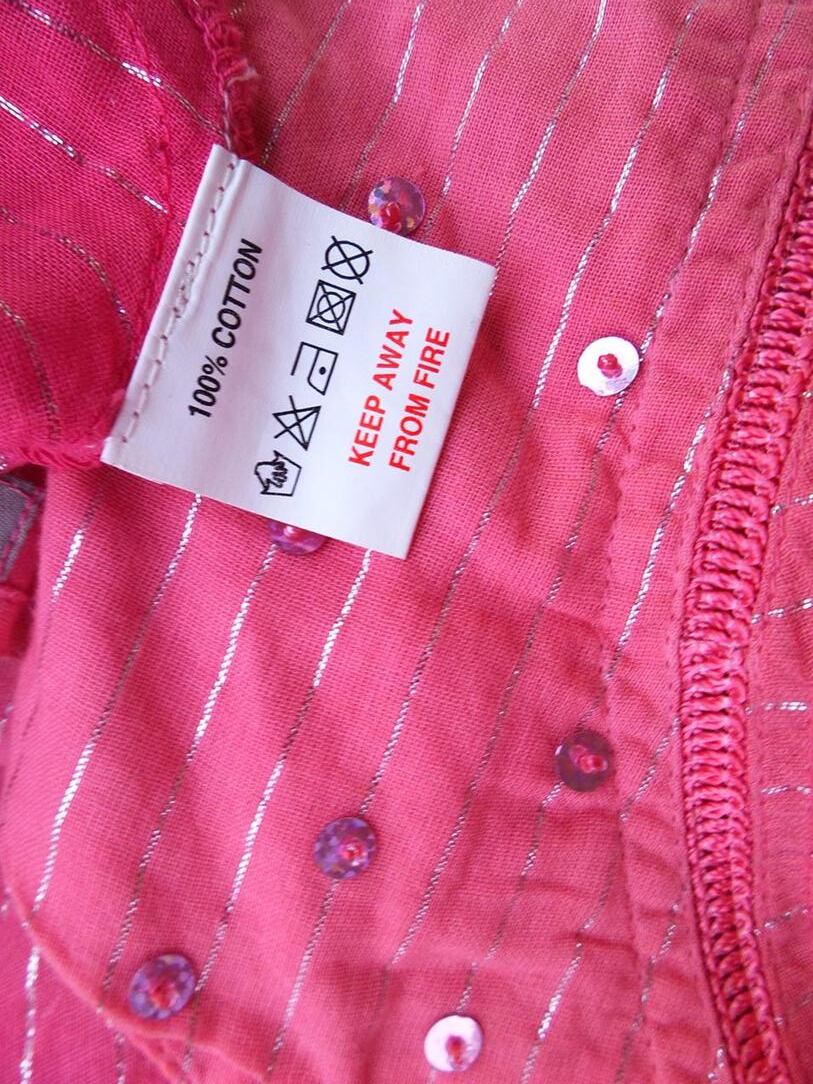 100% COTTON
KEEP AWAY
FROM FIRE